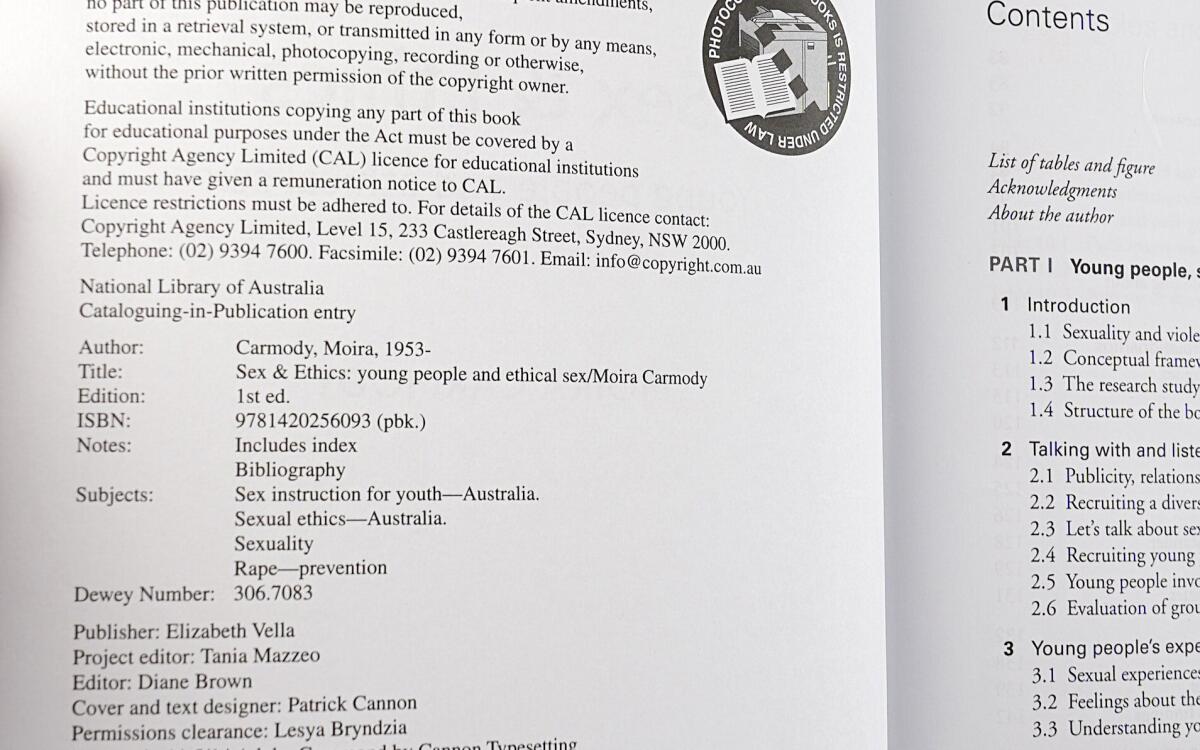 no part of this publication may be reproduced,
stored in a retrieval system, or transmitted in any form or by any means,
electronic, mechanical, photocopying, recording or otherwise,
without the prior written permission of the copyright owner.
Educational institutions copying any part of this book
for educational purposes under the Act must be covered by a
Copyright Agency Limited (CAL) licence for educational institutions
and must have given a remuneration notice to CAL.
Licence restrictions must be adhered to. For details of the CAL licence contact:
Copyright Agency Limited, Level 15, 233 Castlereagh Street, Sydney, NSW 2000.
Telephone: (02) 9394 7600. Facsimile: (02) 9394 7601. Email: info@copyright.com.au
IS RESTRICTED UNDER LAW
National Library of Australia
Cataloguing-in-Publication entry
Author: Carmody, Moira, 1953-
Title: Sex & Ethics: young people and ethical sex/Moira Carmody
Edition: 1st ed.
ISBN: 9781420256093 (pbk.)
Notes: Includes index
Bibliography
Subjects: Sex instruction for youth—Australia.
Sexual ethics—Australia.
Sexuality
Rape—prevention
Dewey Number: 306.7083
Publisher: Elizabeth Vella
Project editor: Tania Mazzeo
Editor: Diane Brown
Cover and text designer: Patrick Cannon
Permissions clearance: Lesya Bryndzia
Contents
List of tables and figure
Acknowledgments
About the author
PART I Young people,
1 Introduction
1.1 Sexuality and
1.2 Conceptual
1.3 The research study
1.4 Structure of the
2 Talking with and
2.1 Publicity,
2.2 Recruiting a
2.3 Let's talk about
2.4 Recruiting young
2.5 Young people
2.6 Evaluation of
3 Young people's
3.1 Sexual
3.2 Feelings about
3.3 Understanding